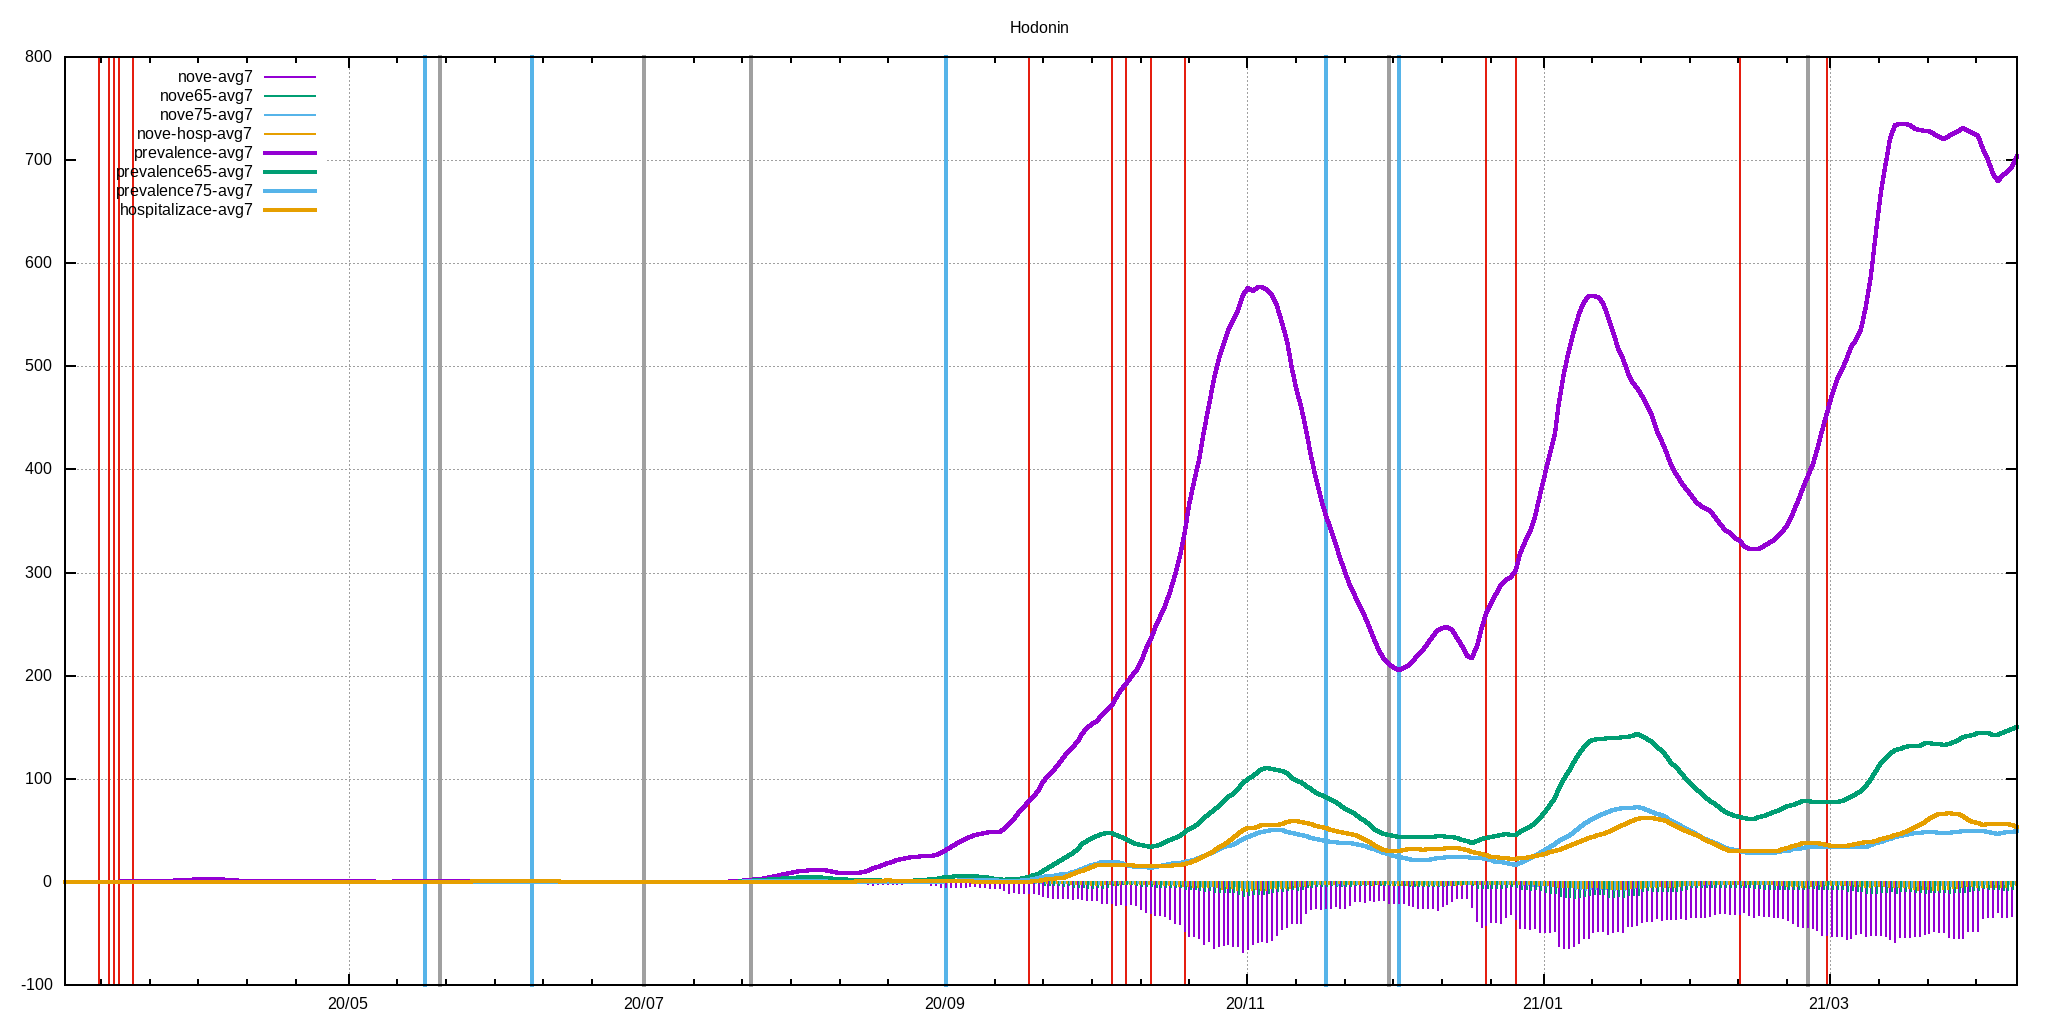 Hodonin
800
700
600
500
400
300
200
100
0
-100
nove-avg7
nove65-avg7
nove75-avg7
nove-hosp-avg7
prevalence-avg7
prevalence65-avg7
prevalence75-avg7
hospitalizace-avg7
20/05 20/07 20/09 20/11 21/01 21/03